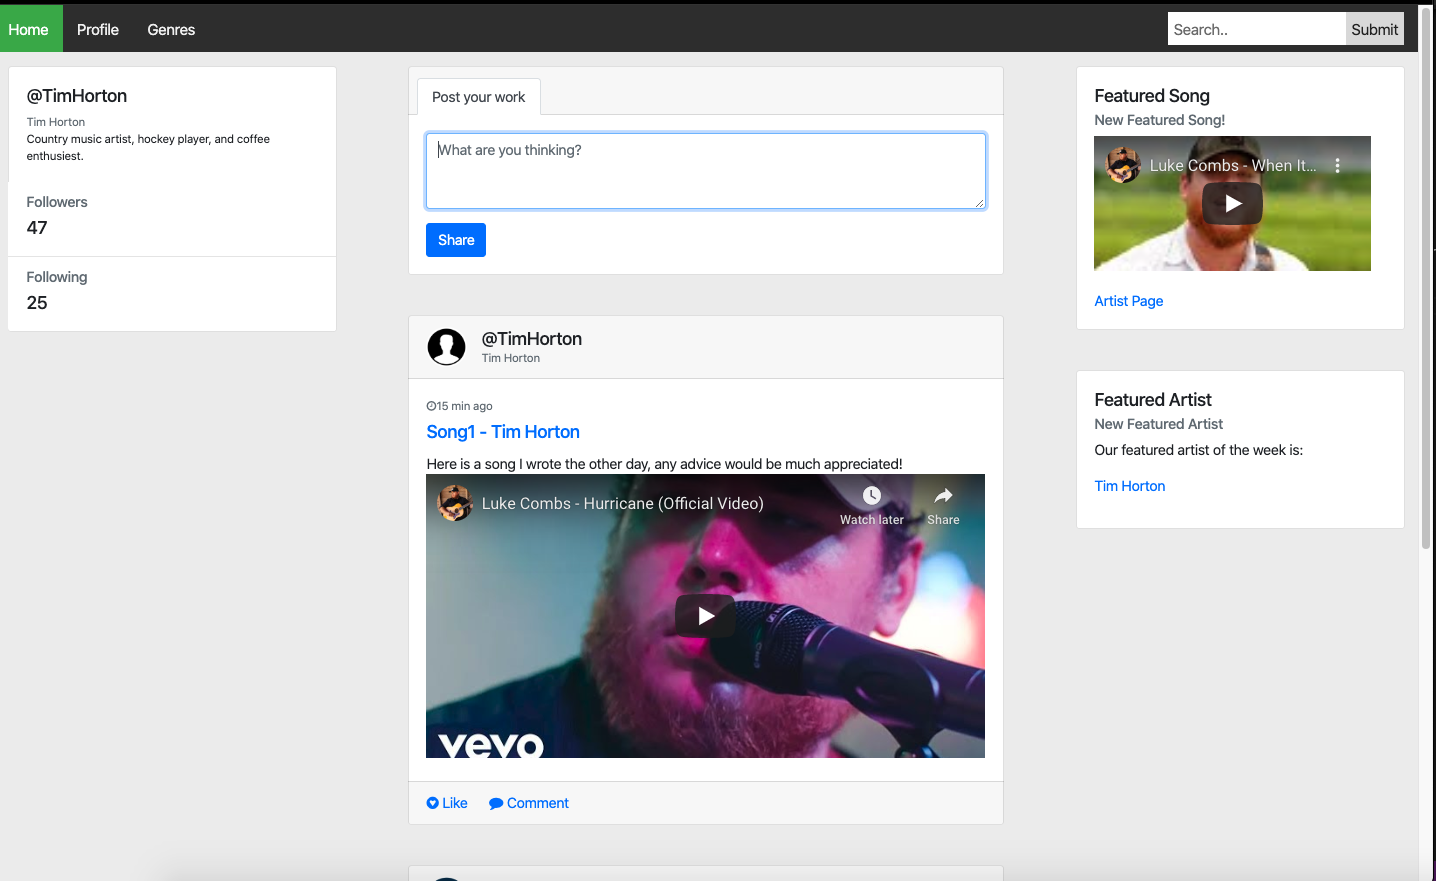 Home Profile Genres Search.. Submit
@TimHorton
Tim Horton
Country music artist, hockey player, and coffee
enthusiest.
Followers
47
Following
25
Post your work
What are you thinking?
Share
@TimHorton
Tim Horton
15 min ago
Song1 - Tim Horton
Here is a song I wrote the other day, any advice would be much appreciated!
Luke Combs - Hurricane (Official Video)
Watch later Share
vevo
Like Comment
Featured Song
New Featured Song!
Luke Combs - When It...
Artist Page
Featured Artist
New Featured Artist
Our featured artist of the week is:
Tim Horton